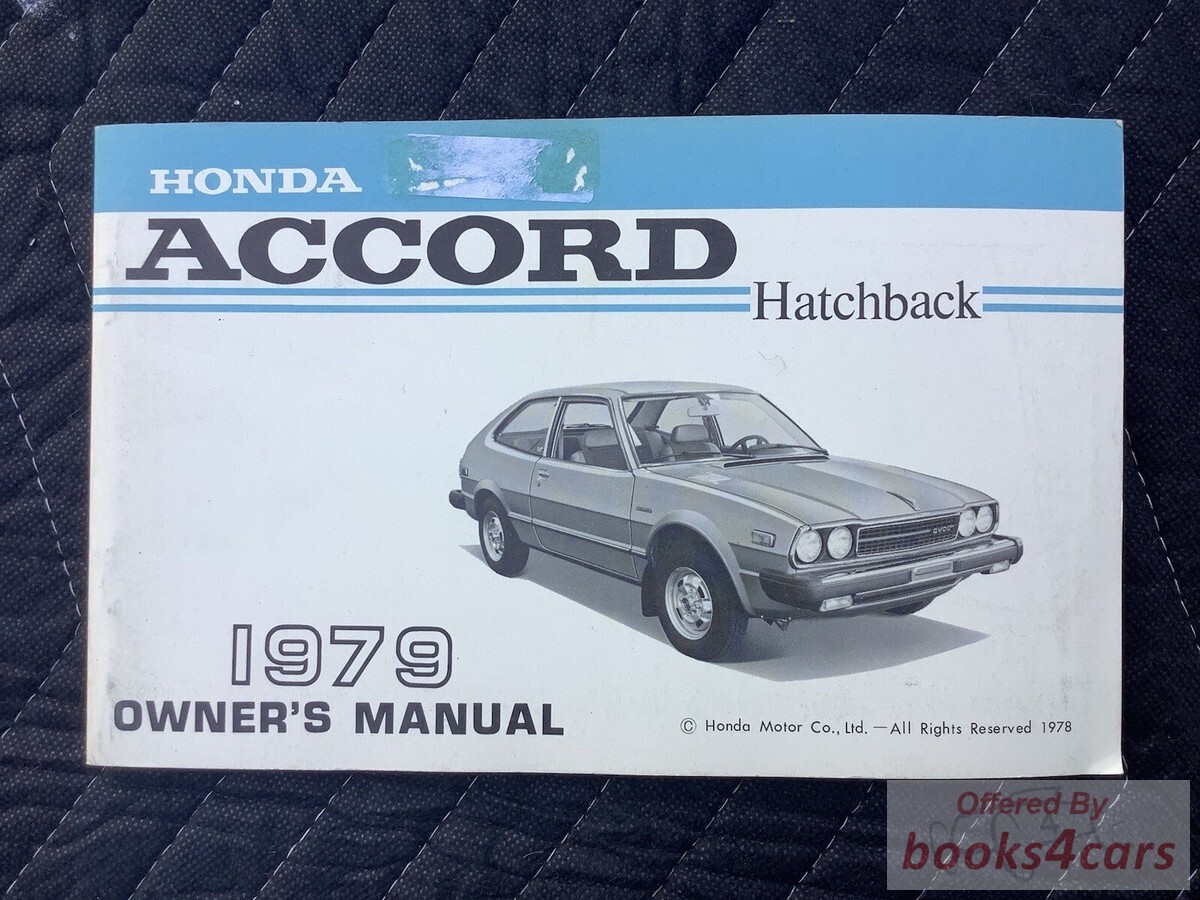 HONDA
ACCORD
Hatchback
1979
OWNER'S MANUAL
© Honda Motor Co., Ltd. — All Rights Reserved 1978
Offered By
books4cars